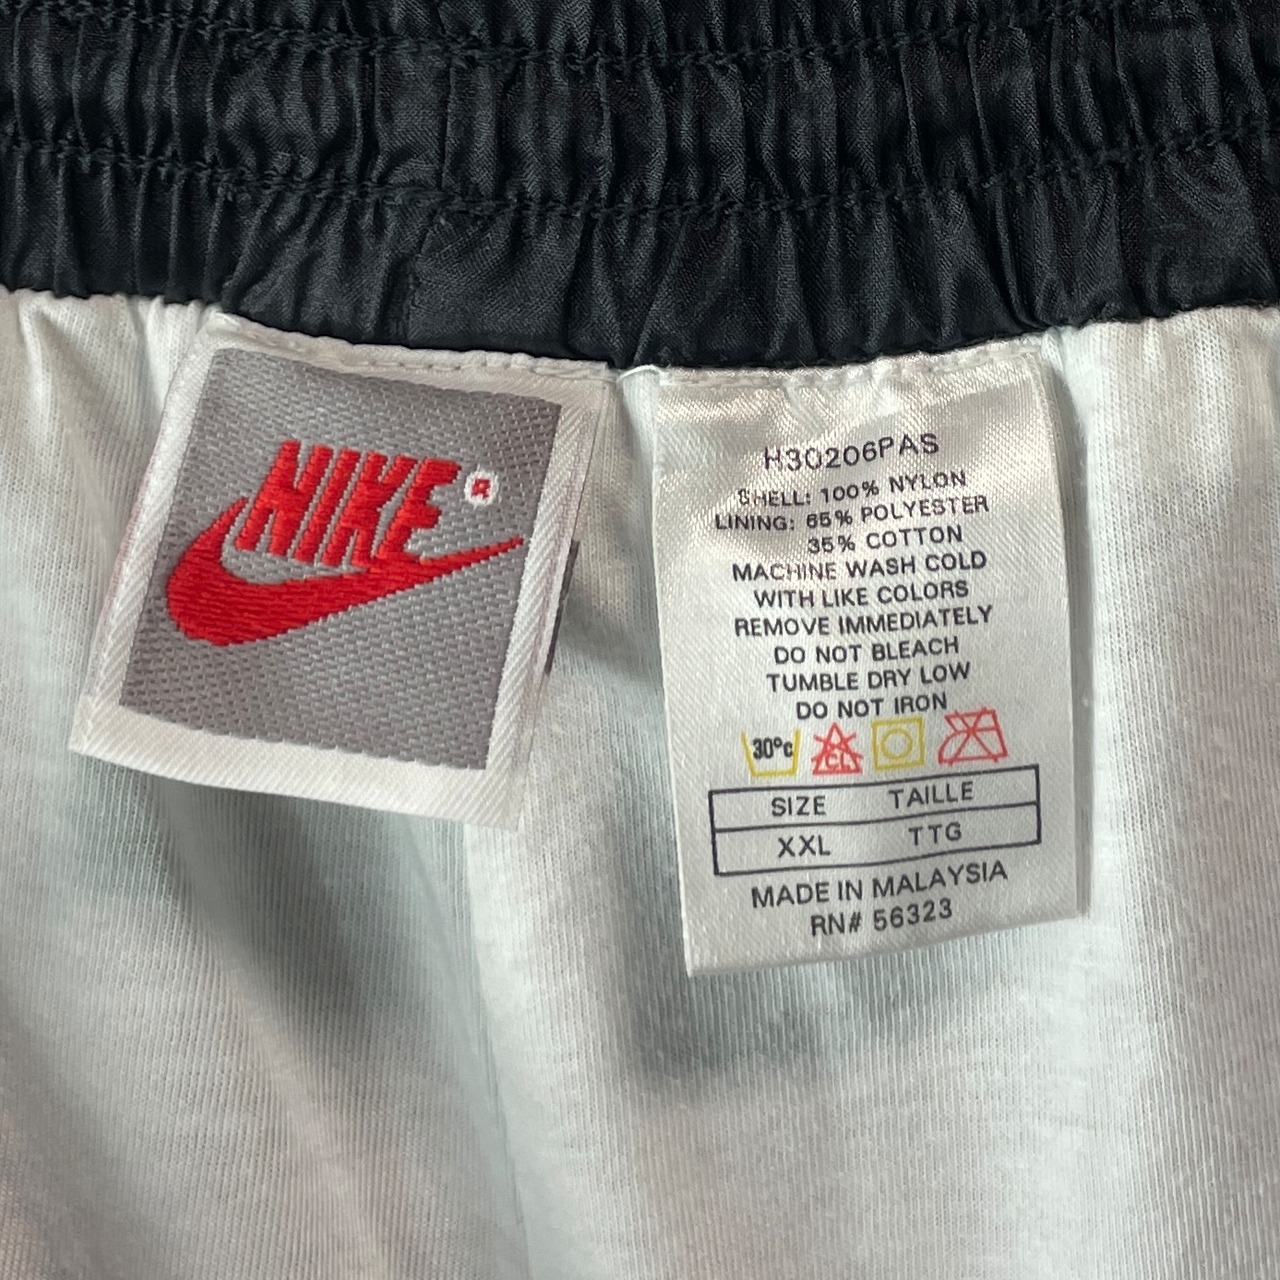 NIKE®
H30206PAS
SHELL: 100% NYLON
LINING: 65% POLYESTER
35% COTTON
MACHINE WASH COLD
WITH LIKE COLORS
REMOVE IMMEDIATELY
DO NOT BLEACH
TUMBLE DRY LOW
DO NOT IRON
30°c CL
SIZE TAILLE
XXL TTG
MADE IN MALAYSIA
RN# 56323